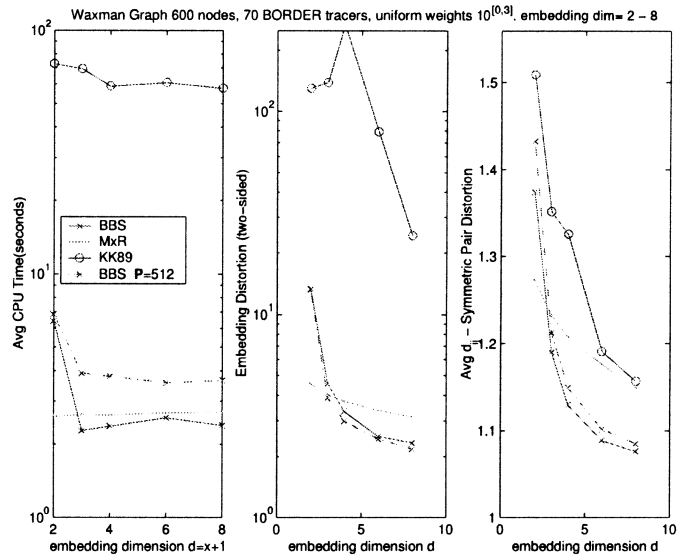 Waxman Graph 600 nodes, 70 BORDER tracers, uniform weights 10^[0,3]. embedding dim= 2 – 8
Avg CPU Time(seconds)
10^2
10^1
10^0
BBS
MxR
KK89
BBS P=512
2 4 6 8
embedding dimension d=x+1
Embedding Distortion (two–sided)
10^2
10^1
10^0
0 5 10
embedding dimension d
Avg d_ij – Symmetric Pair Distortion
1.5
1.4
1.3
1.2
1.1
1
0 5 10
embedding dimension d